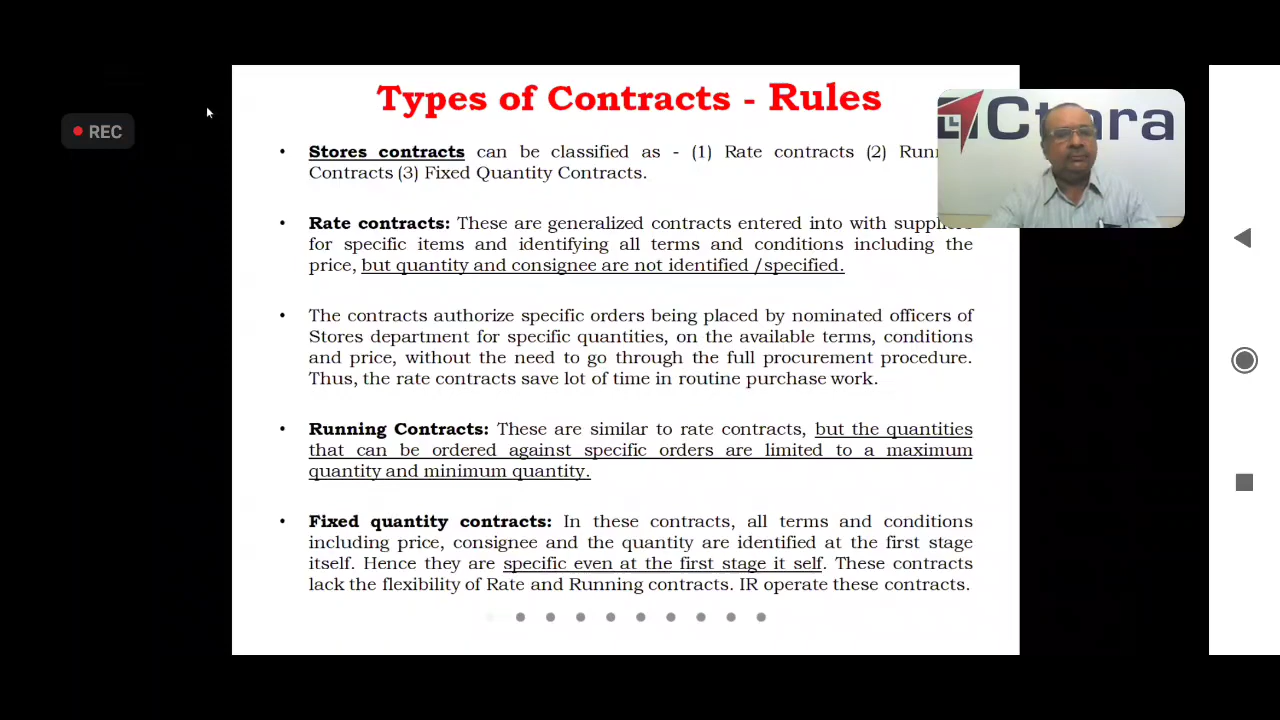 Types of Contracts - Rules
REC
Stores contracts can be classified as - (1) Rate contracts (2)
Contracts (3) Fixed Quantity Contracts.
Rate contracts: These are generalized contracts entered into with
for specific items and identifying all terms and conditions including the
price, but quantity and consignee are not identified /specified.
The contracts authorize specific orders being placed by nominated officers of
Stores department for specific quantities, on the available terms, conditions
and price, without the need to go through the full procurement procedure.
Thus, the rate contracts save lot of time in routine purchase work.
Running Contracts: These are similar to rate contracts, but the quantities
that can be ordered against specific orders are limited to a maximum
quantity and minimum quantity.
Fixed quantity contracts: In these contracts, all terms and conditions
including price, consignee and the quantity are identified at the first stage
itself. Hence they are specific even at the first stage it self. These contracts
lack the flexibility of Rate and Running contracts. IR operate these contracts.